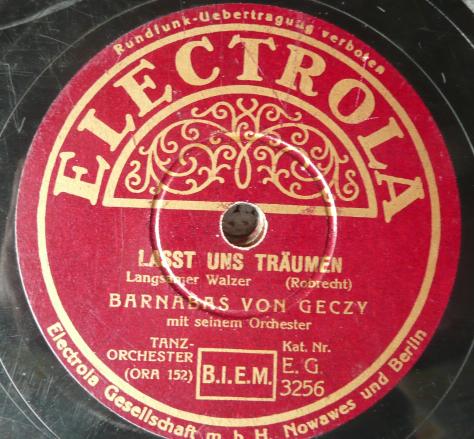 Rundfunk-Uebertragung verboten
ELECTROLA
LASST UNS TRÄUMEN
Langsamer Walzer (Robrecht)
BARNABAS VON GECZY
mit seinem Orchester
TANZ-
ORCHESTER
(ORA 152)
B.I.E.M.
Kat. Nr.
E. G.
3256
Electrola Gesellschaft m. b. H. Nowawes und Berlin